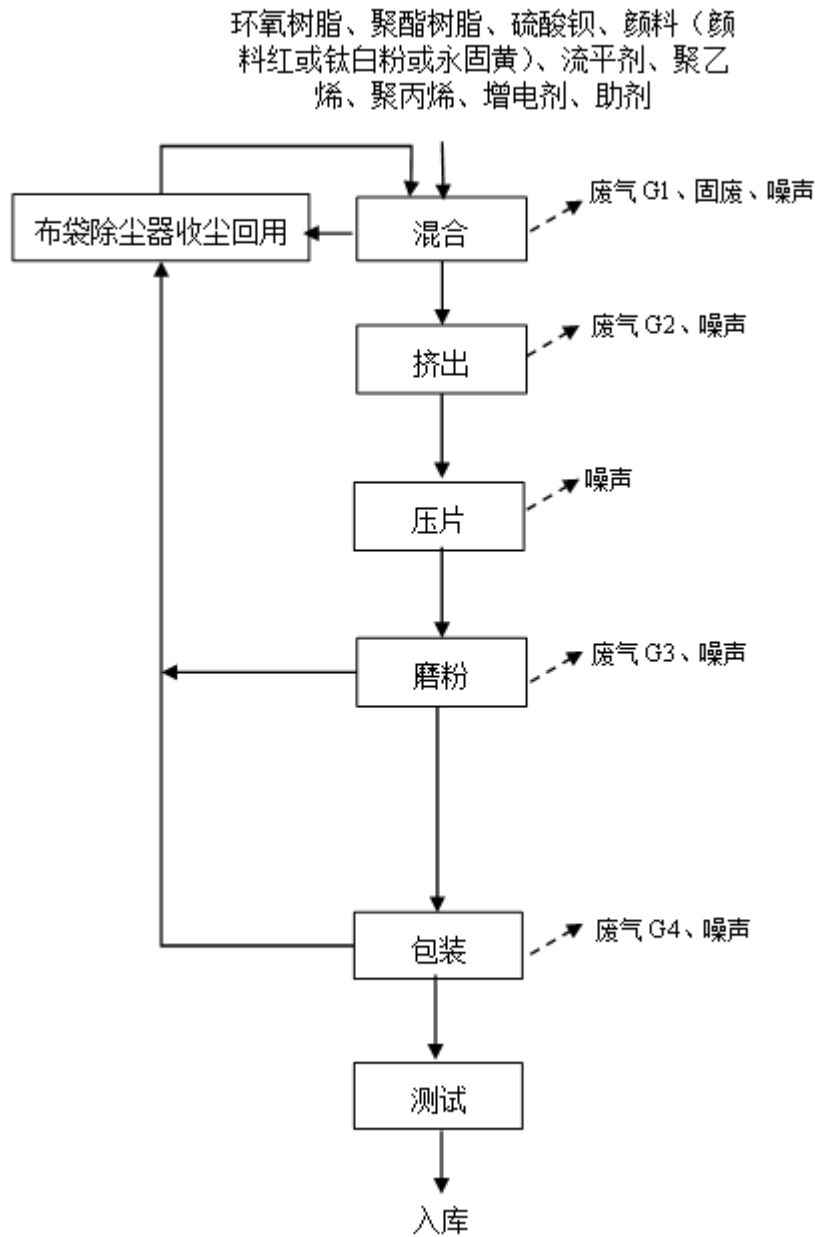 环氧树脂、聚酯树脂、硫酸钡、颜料（颜
料红或钛白粉或永固黄）、流平剂、聚乙
烯、聚丙烯、增电剂、助剂
废气 G1、固废、噪声
布袋除尘器收尘回用
混合
废气 G2、噪声
挤出
噪声
压片
废气 G3、噪声
磨粉
废气 G4、噪声
包装
测试
入库